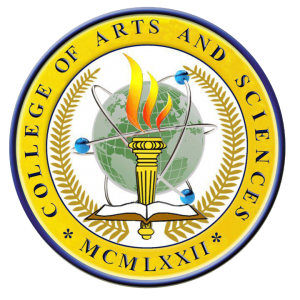 COLLEGE OF ARTS AND SCIENCES
* MCMLXXII *